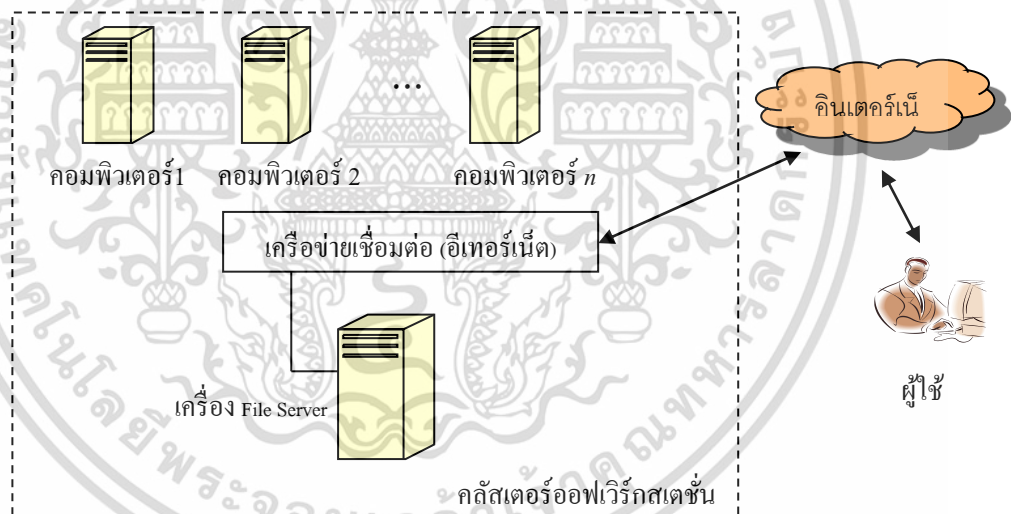 ...
คอมพิวเตอร์1 คอมพิวเตอร์ 2 คอมพิวเตอร์ n
อินเตอร์เน็
เครือข่ายเชื่อมต่อ (อีเทอร์เน็ต)
เครื่อง File Server
ผู้ใช้
คลัสเตอร์ออฟเวิร์กสเตชั่น